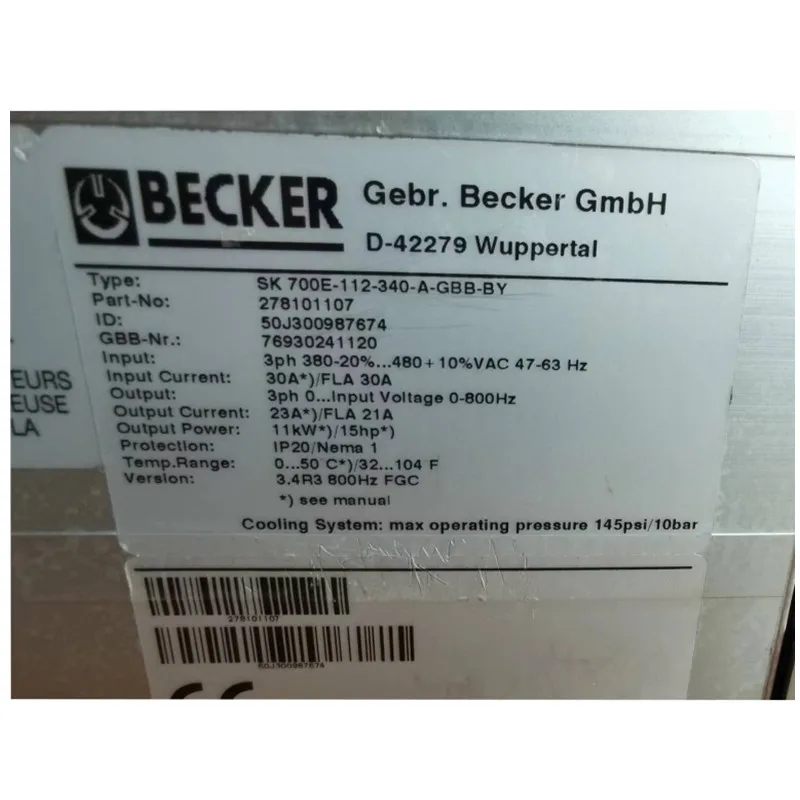 BECKER
Gebr. Becker GmbH
D-42279 Wuppertal
Type: SK 700E-112-340-A-GBB-BY
Part-No: 278101107
ID: 50J300987674
GBB-Nr.: 76930241120
Input: 3ph 380-20%...480+10%VAC 47-63 Hz
Input Current: 30A*)/FLA 30A
Output: 3ph 0...Input Voltage 0-800Hz
Output Current: 23A*)/FLA 21A
Output Power: 11kW*)/15hp*)
Protection: IP20/Nema 1
Temp.Range: 0...50 C*)/32...104 F
Version: 3.4R3 800Hz FGC
*) see manual
Cooling System: max operating pressure 145psi/10bar
EURS
EUSE
LA
278101107
50J300987674
CE